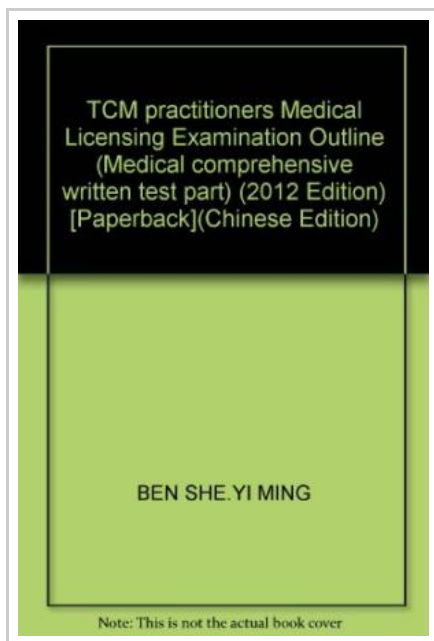 TCM practitioners Medical
Licensing Examination Outline
(Medical comprehensive
written test part) (2012 Edition)
[Paperback](Chinese Edition)
BEN SHE.YI MING
Note: This is not the actual book cover